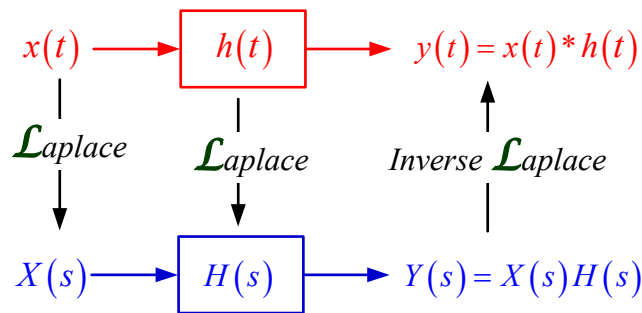 x(t) h(t) y(t) = x(t) * h(t)
ℒaplace ℒaplace Inverse ℒaplace
X(s) H(s) Y(s) = X(s)H(s)